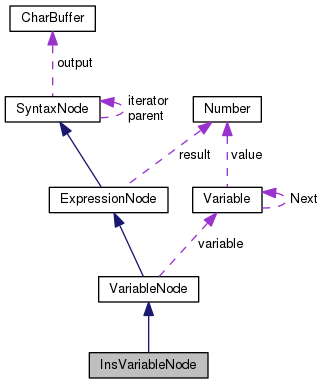 CharBuffer
output
SyntaxNode
iterator
parent
Number
result
value
ExpressionNode
Variable
Next
variable
VariableNode
InsVariableNode